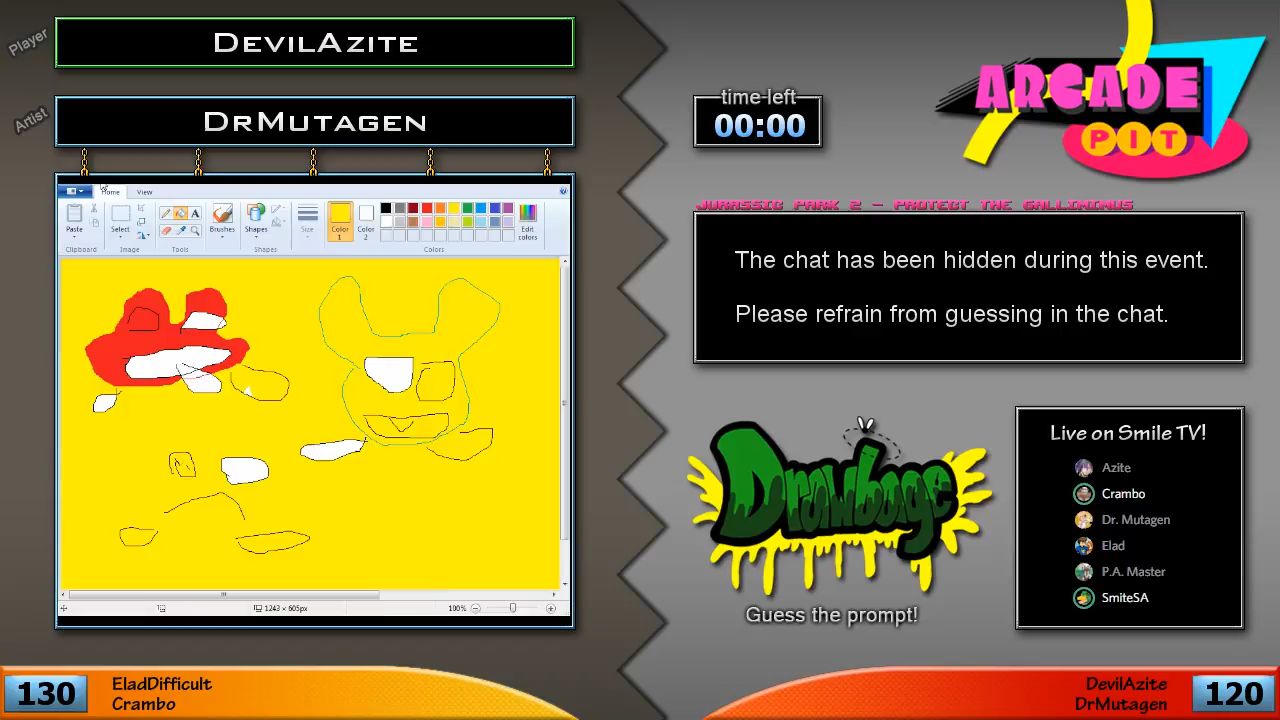 Player
DevilAzite
Artist
DrMutagen
Home
View
Paste
Select
Brushes
Shapes
Size
Color
1
Color
2
Edit
colors
Clipboard
Image
Tools
Shapes
Colors
1243 × 605px
100%
time left
00:00
ARCADE
PIT
JURASSIC PARK 2 - PROTECT THE GALLIMIMUS
The chat has been hidden during this event.
Please refrain from guessing in the chat.
Drawbage
Guess the prompt!
Live on Smile TV!
Azite
Crambo
Dr. Mutagen
Elad
P.A. Master
SmiteSA
130
EladDifficult
Crambo
DevilAzite
DrMutagen
120